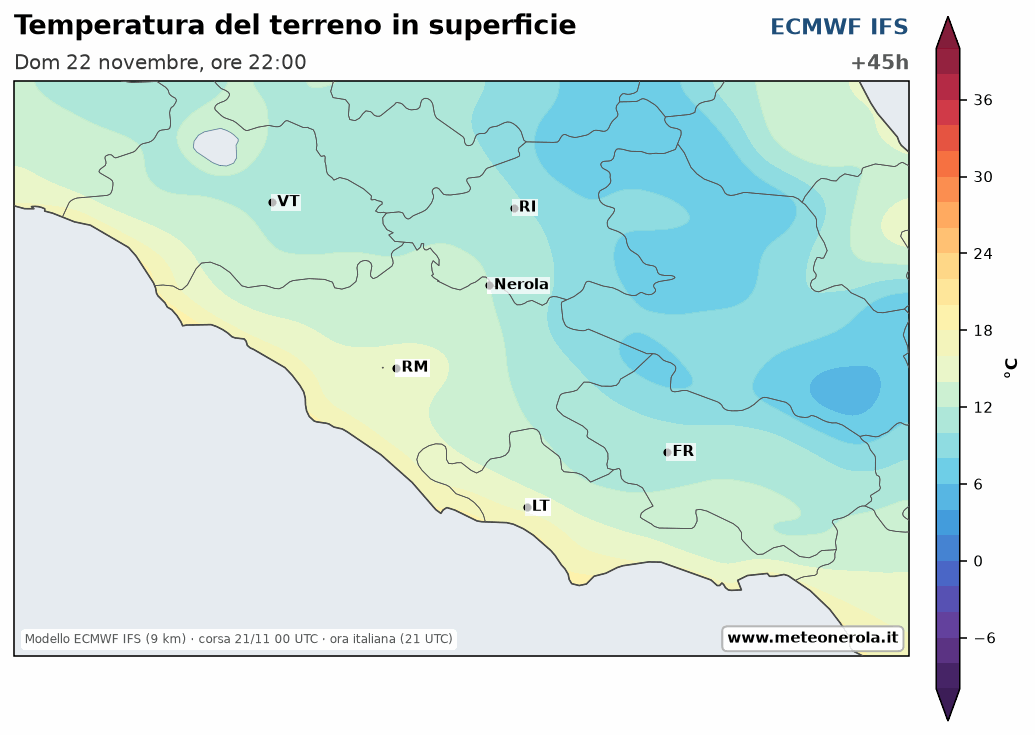 Temperatura del terreno in superficie
ECMWF IFS
Dom 22 novembre, ore 22:00
+45h
VT
RI
Nerola
RM
FR
LT
36
30
24
18
12
6
0
−6
°C
Modello ECMWF IFS (9 km) · corsa 21/11 00 UTC · ora italiana (21 UTC)
www.meteonerola.it